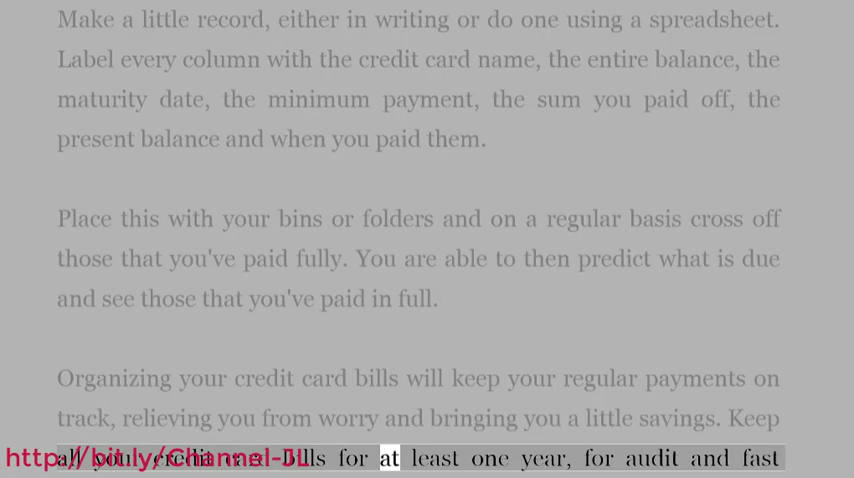 Make a little record, either in writing or do one using a spreadsheet.
Label every column with the credit card name, the entire balance, the
maturity date, the minimum payment, the sum you paid off, the
present balance and when you paid them.
Place this with your bins or folders and on a regular basis cross off
those that you've paid fully. You are able to then predict what is due
and see those that you've paid in full.
Organizing your credit card bills will keep your regular payments on
track, relieving you from worry and bringing you a little savings. Keep
all your credit card bills for at least one year, for audit and fast
http://bit.ly/Channel-JL